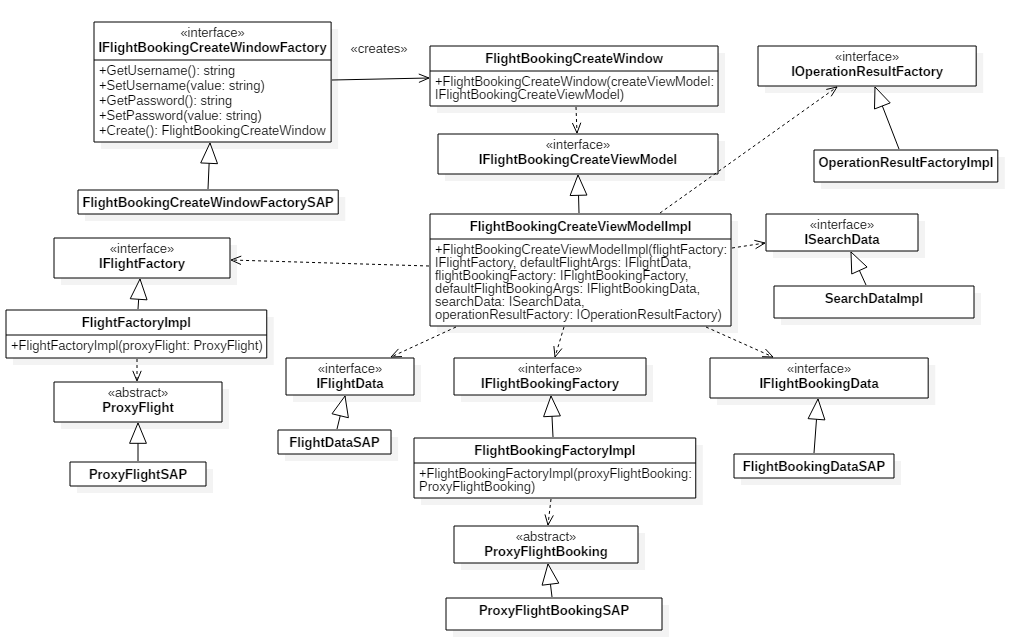 «interface»
IFlightBookingCreateWindowFactory
+GetUsername(): string
+SetUsername(value: string)
+GetPassword(): string
+SetPassword(value: string)
+Create(): FlightBookingCreateWindow
«creates»
FlightBookingCreateWindow
+FlightBookingCreateWindow(createViewModel:
IFlightBookingCreateViewModel)
«interface»
IOperationResultFactory
«interface»
IFlightBookingCreateViewModel
OperationResultFactoryImpl
FlightBookingCreateWindowFactorySAP
FlightBookingCreateViewModelImpl
+FlightBookingCreateViewModelImpl(flightFactory:
IFlightFactory, defaultFlightArgs: IFlightData,
flightBookingFactory: IFlightBookingFactory,
defaultFlightBookingArgs: IFlightBookingData,
searchData: ISearchData,
operationResultFactory: IOperationResultFactory)
«interface»
ISearchData
«interface»
IFlightFactory
SearchDataImpl
FlightFactoryImpl
+FlightFactoryImpl(proxyFlight: ProxyFlight)
«interface»
IFlightData
«interface»
IFlightBookingFactory
«interface»
IFlightBookingData
«abstract»
ProxyFlight
FlightDataSAP
FlightBookingFactoryImpl
+FlightBookingFactoryImpl(proxyFlightBooking:
ProxyFlightBooking)
FlightBookingDataSAP
ProxyFlightSAP
«abstract»
ProxyFlightBooking
ProxyFlightBookingSAP